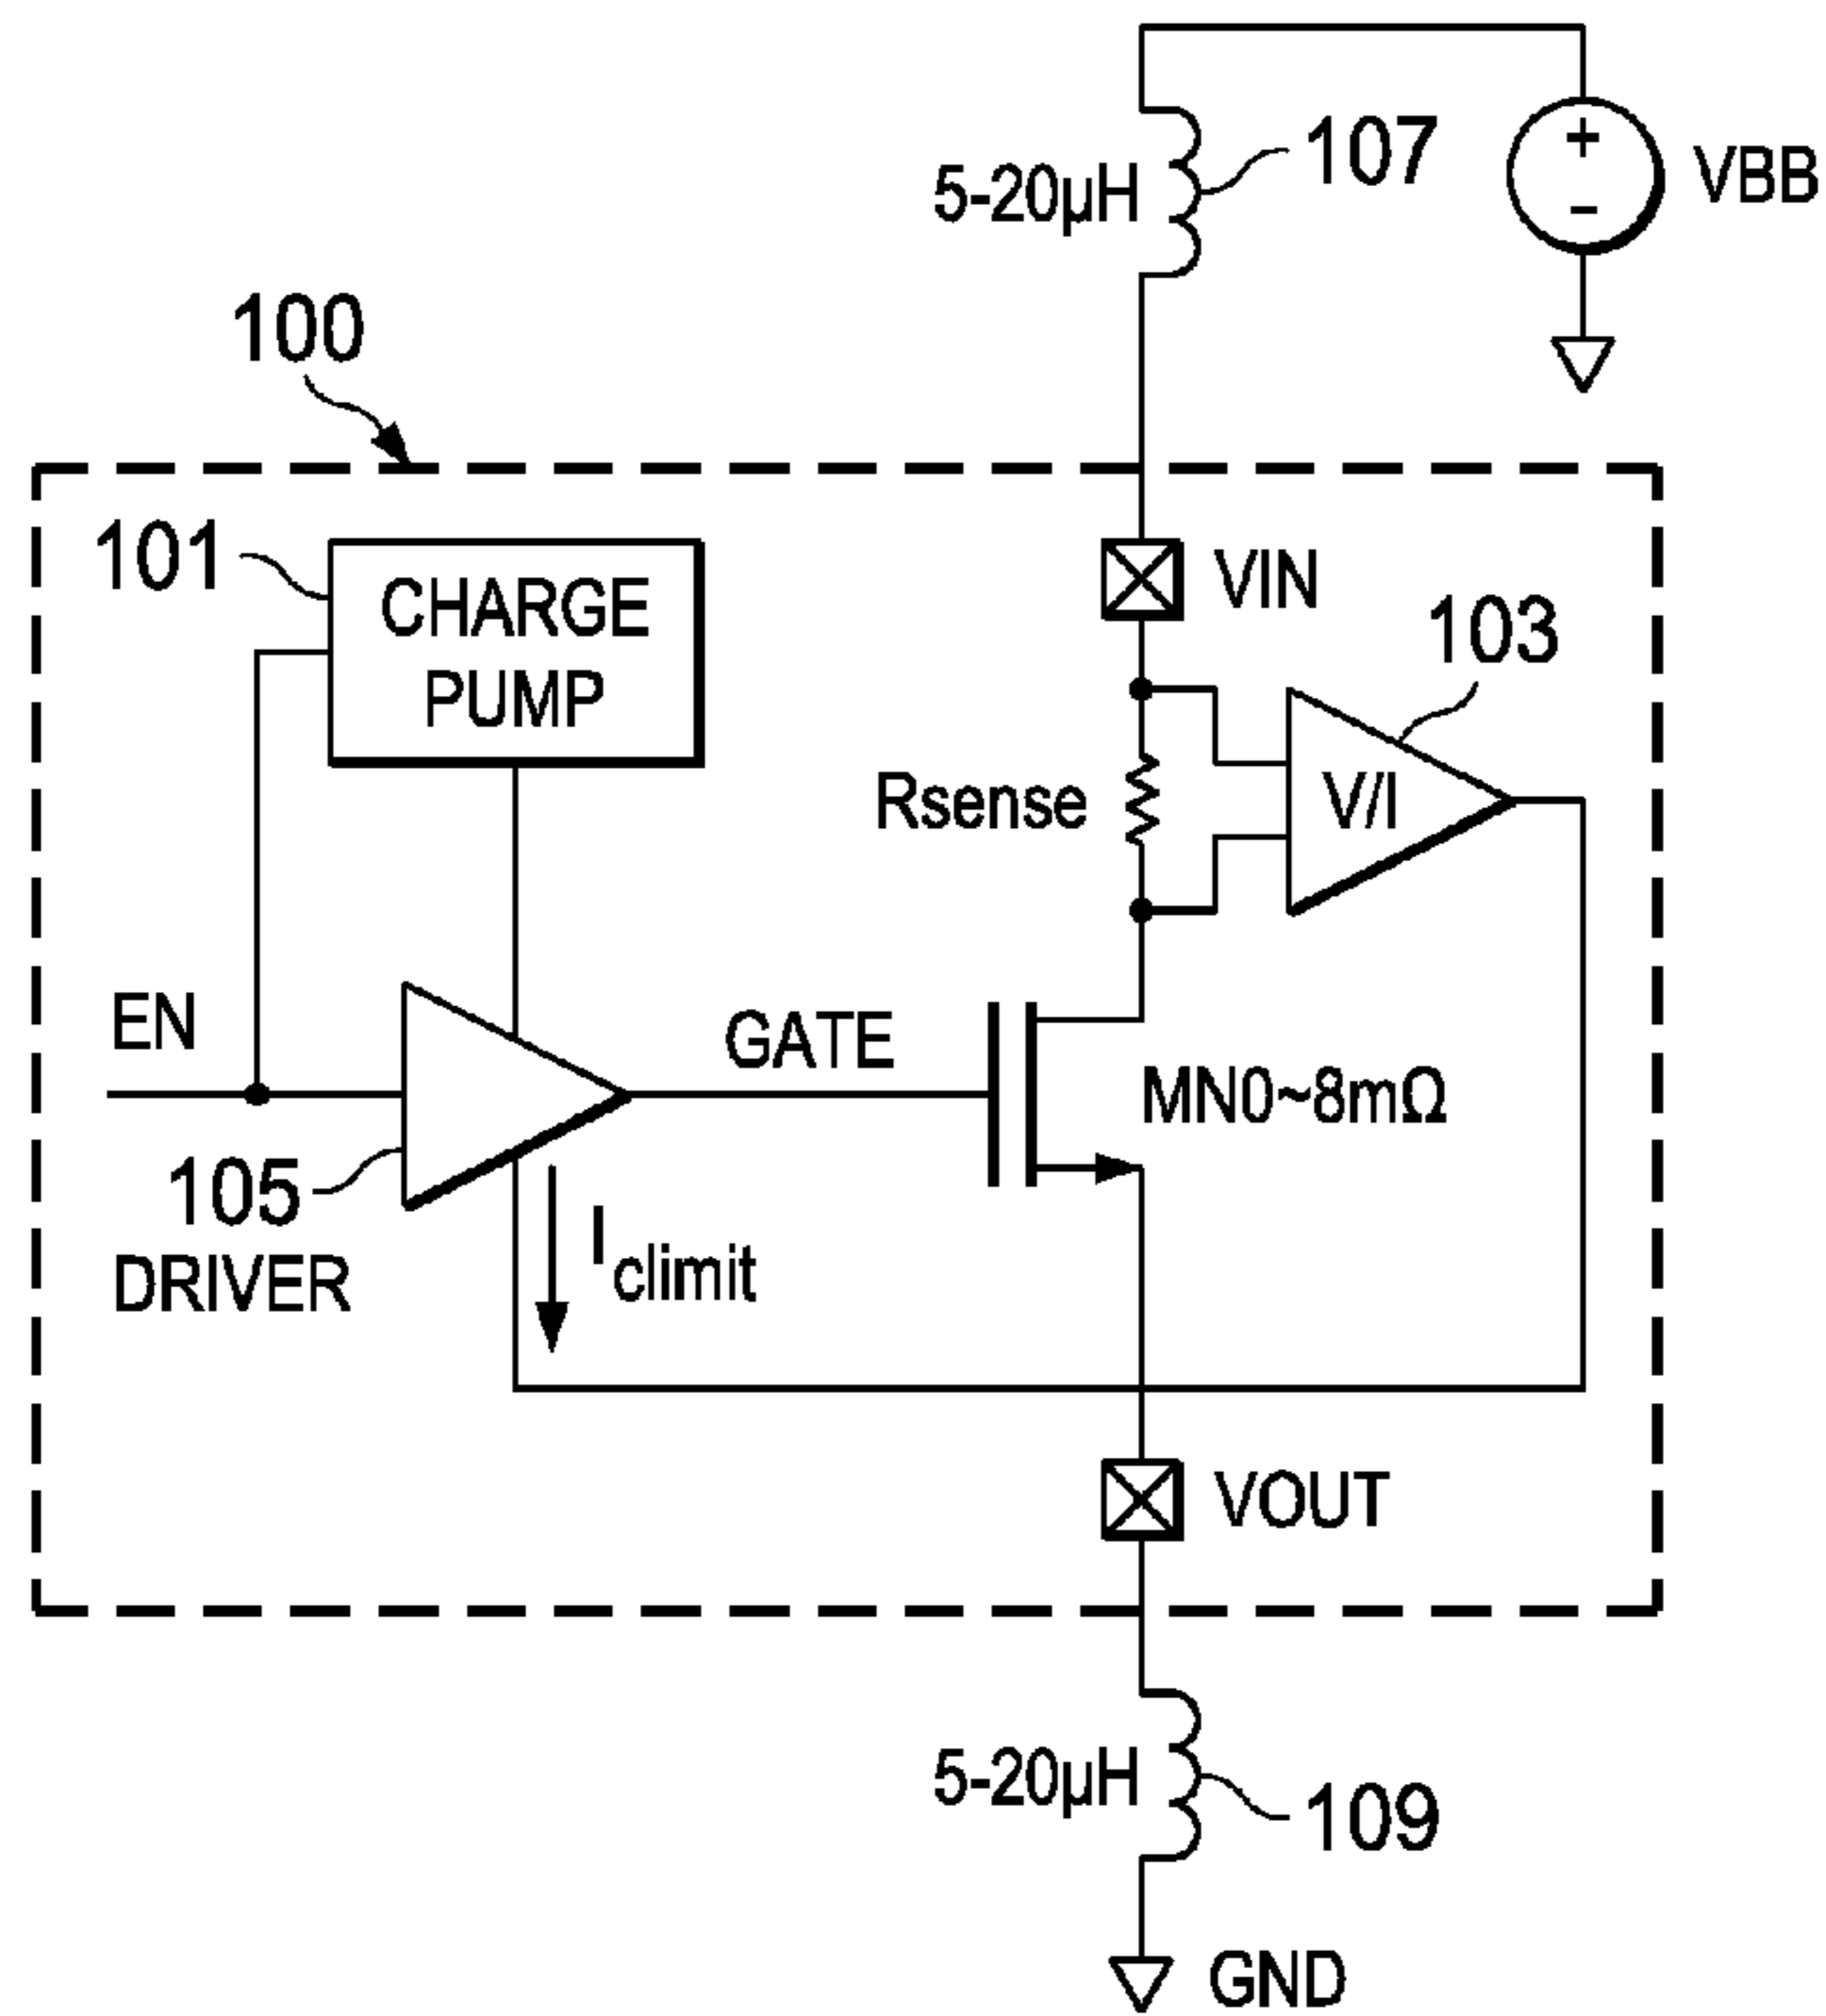 107
5-20μH
VBB
+
-
100
101
CHARGE
PUMP
VIN
103
Rsense
V/I
EN
GATE
MN0~8mΩ
105
DRIVER
Iclimit
VOUT
5-20μH
109
GND